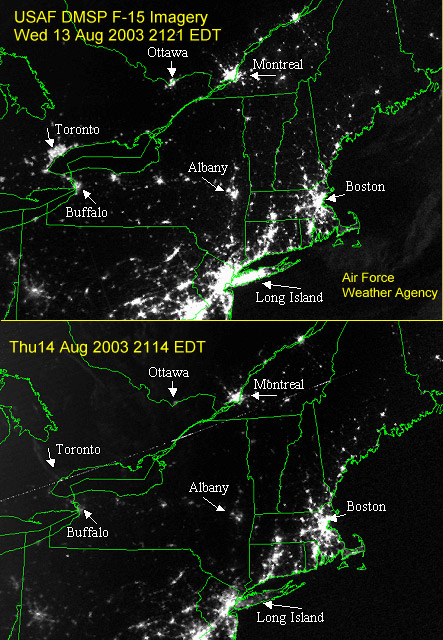 USAF DMSP F-15 Imagery
Wed 13 Aug 2003 2121 EDT
Ottawa
Montreal
Toronto
Albany
Boston
Buffalo
Air Force
Weather Agency
Long Island
Thu14 Aug 2003 2114 EDT
Ottawa
Montreal
Toronto
Albany
Boston
Buffalo
Long Island